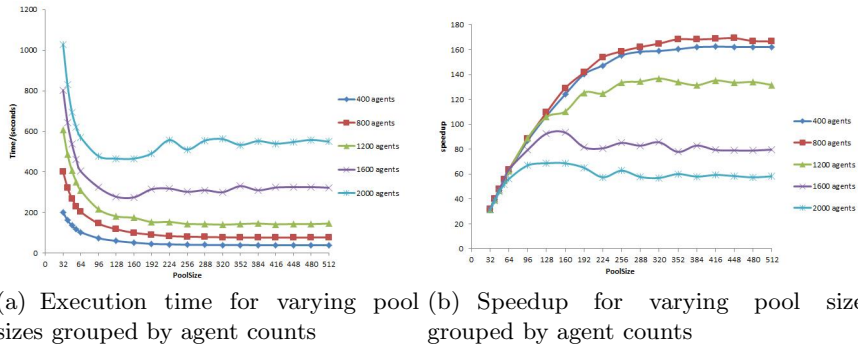 1200
1000
800
600
400
200
0
Time/(seconds)
0 32 64 96 128 160 192 224 256 288 320 352 384 416 448 480 512
PoolSize
400 agents
800 agents
1200 agents
1600 agents
2000 agents
180
160
140
120
100
80
60
40
20
0
speedup
0 32 64 96 128 160 192 224 256 288 320 352 384 416 448 480 512
PoolSize
400 agents
800 agents
1200 agents
1600 agents
2000 agents
(a) Execution time for varying pool
sizes grouped by agent counts
(b) Speedup for varying pool size
grouped by agent counts